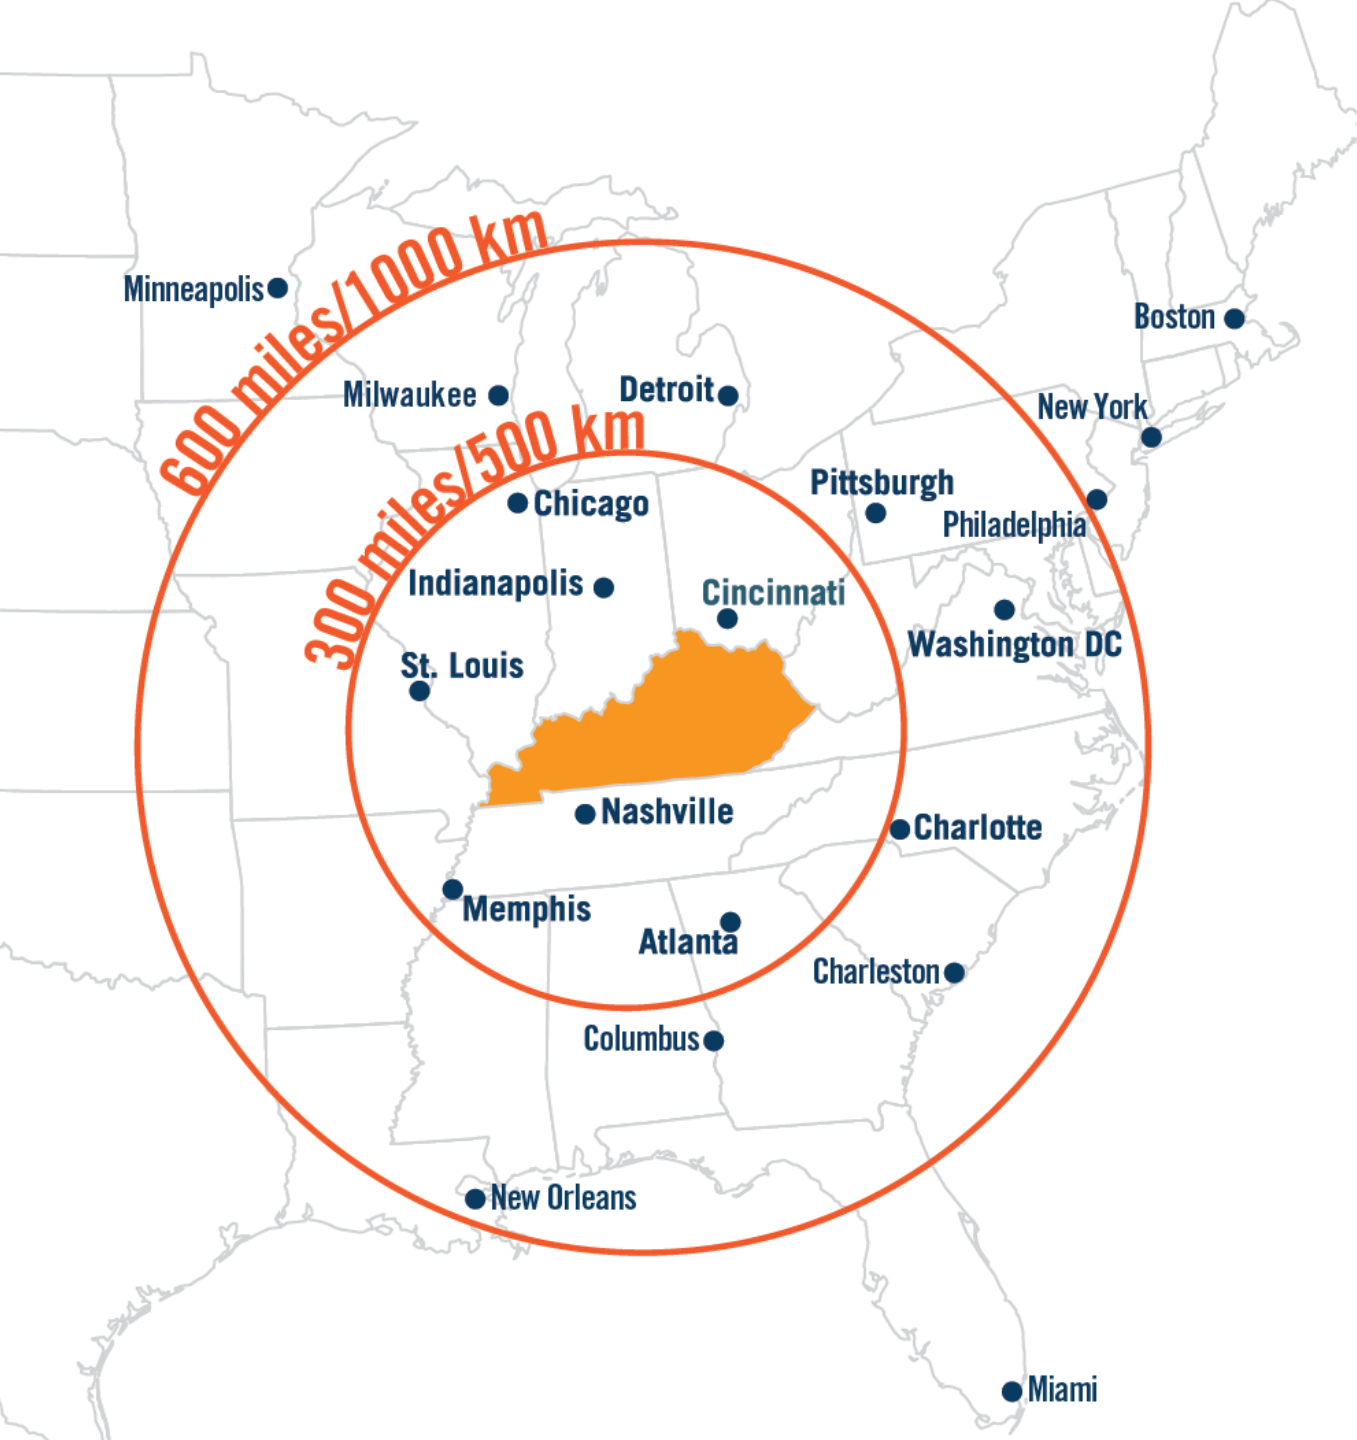 600 miles/1000 km
Minneapolis
Boston
Milwaukee
Detroit
New York
300 miles/500 km
Pittsburgh
Chicago
Philadelphia
Indianapolis
Cincinnati
Washington DC
St. Louis
Nashville
Charlotte
Memphis
Atlanta
Charleston
Columbus
New Orleans
Miami